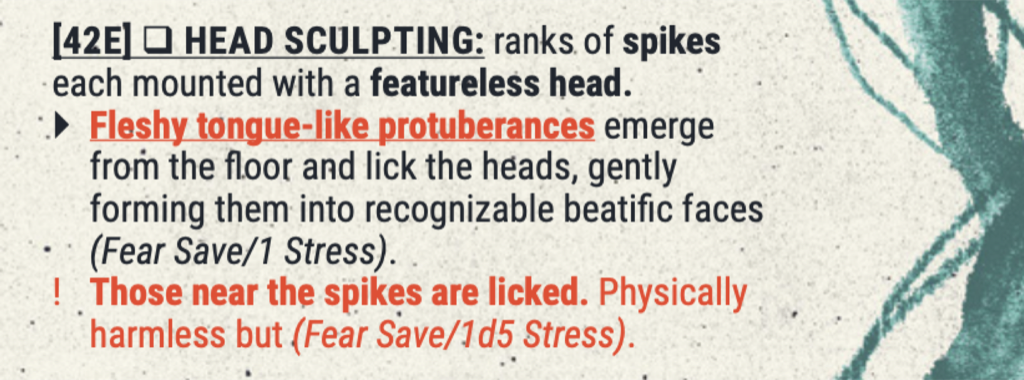 [42E] ❏ HEAD SCULPTING: ranks of spikes
each mounted with a featureless head.
▶ Fleshy tongue-like protuberances emerge
from the floor and lick the heads, gently
forming them into recognizable beatific faces
(Fear Save/1 Stress).
! Those near the spikes are licked. Physically
harmless but (Fear Save/1d5 Stress).